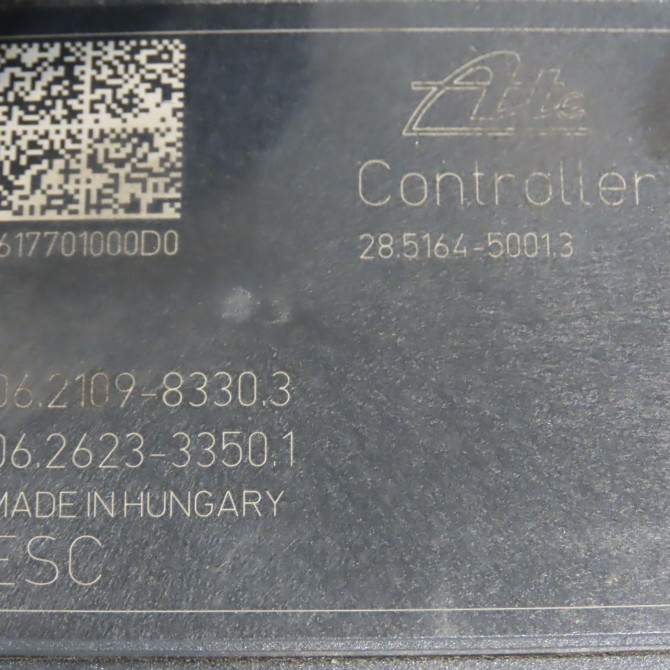 Ate
Controller
617701000D0
28.5164-5001.3
06.2109-8330.3
06.2623-3350.1
MADE IN HUNGARY
ESC